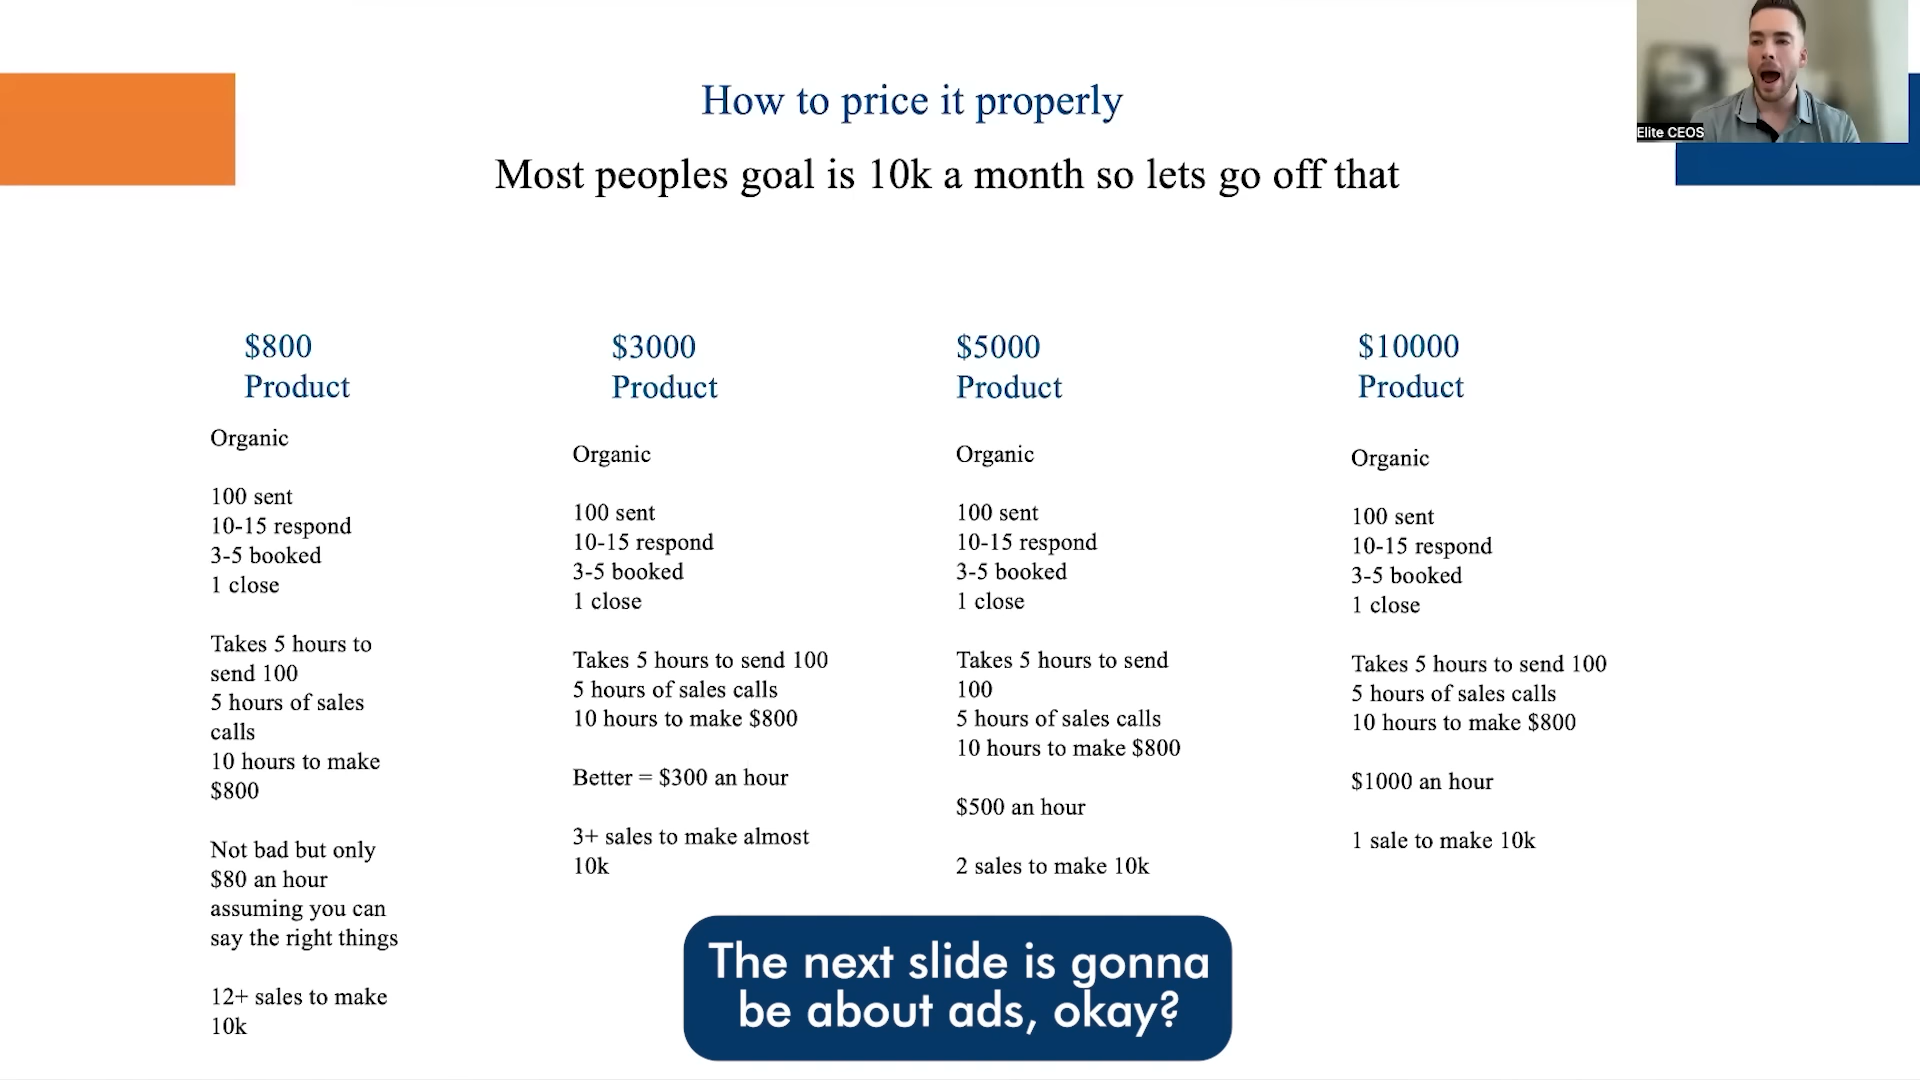 How to price it properly
Most peoples goal is 10k a month so lets go off that
Elite CEOS
$800
Product
Organic
100 sent
10-15 respond
3-5 booked
1 close
Takes 5 hours to
send 100
5 hours of sales
calls
10 hours to make
$800
Not bad but only
$80 an hour
assuming you can
say the right things
12+ sales to make
10k
$3000
Product
Organic
100 sent
10-15 respond
3-5 booked
1 close
Takes 5 hours to send 100
5 hours of sales calls
10 hours to make $800
Better = $300 an hour
3+ sales to make almost
10k
$5000
Product
Organic
100 sent
10-15 respond
3-5 booked
1 close
Takes 5 hours to send
100
5 hours of sales calls
10 hours to make $800
$500 an hour
2 sales to make 10k
$10000
Product
Organic
100 sent
10-15 respond
3-5 booked
1 close
Takes 5 hours to send 100
5 hours of sales calls
10 hours to make $800
$1000 an hour
1 sale to make 10k
The next slide is gonna
be about ads, okay?